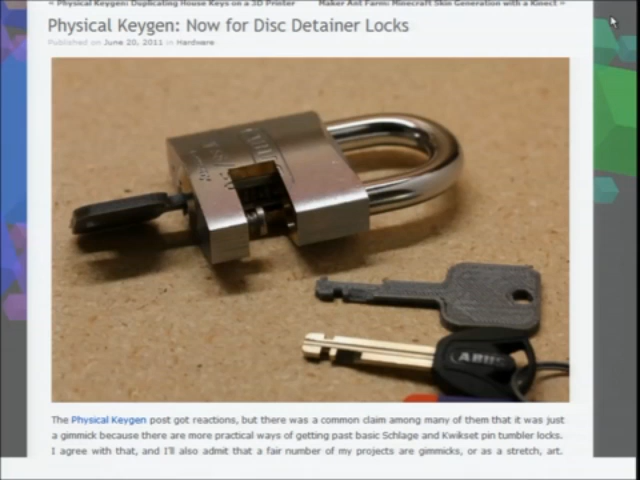 « Physical Keygen: Duplicating House Keys on a 3D Printer Maker Ant Farm: Minecraft Skin Generation with a Kinect »
Physical Keygen: Now for Disc Detainer Locks
Published on June 20, 2011 in Hardware.
ABUS
The Physical Keygen post got reactions, but there was a common claim among many of them that it was just
a gimmick because there are more practical ways of getting past basic Schlage and Kwikset pin tumbler locks.
I agree with that, and I'll also admit that a fair number of my projects are gimmicks, or as a stretch, art.